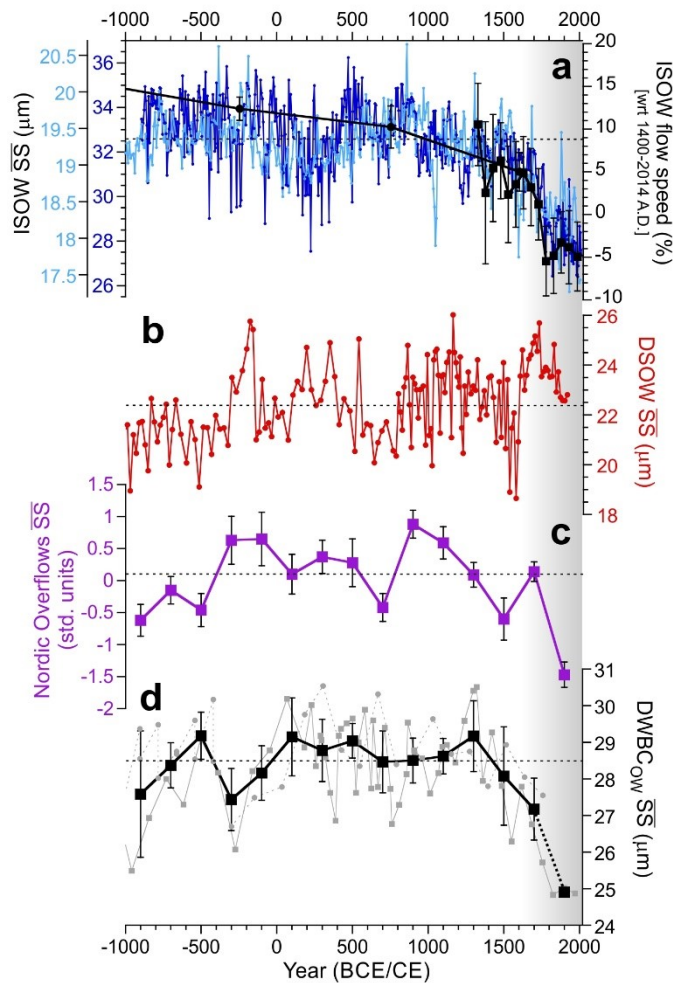 -1000 -500 0 500 1000 1500 2000
20.5
20
19.5
19
18.5
18
17.5
ISOW SS (μm)
36
34
32
30
28
26
a
20
15
10
5
0
-5
-10
ISOW flow speed (%)
[wrt 1400-2014 A.D.]
b
26
24
22
20
18
DSOW SS
(μm)
1.5
1
0.5
0
-0.5
-1
-1.5
-2
Nordic Overflows SS
(std. units)
c
d
31
30
29
28
27
26
25
24
DWBCOW SS
(μm)
-1000 -500 0 500 1000 1500 2000
Year (BCE/CE)